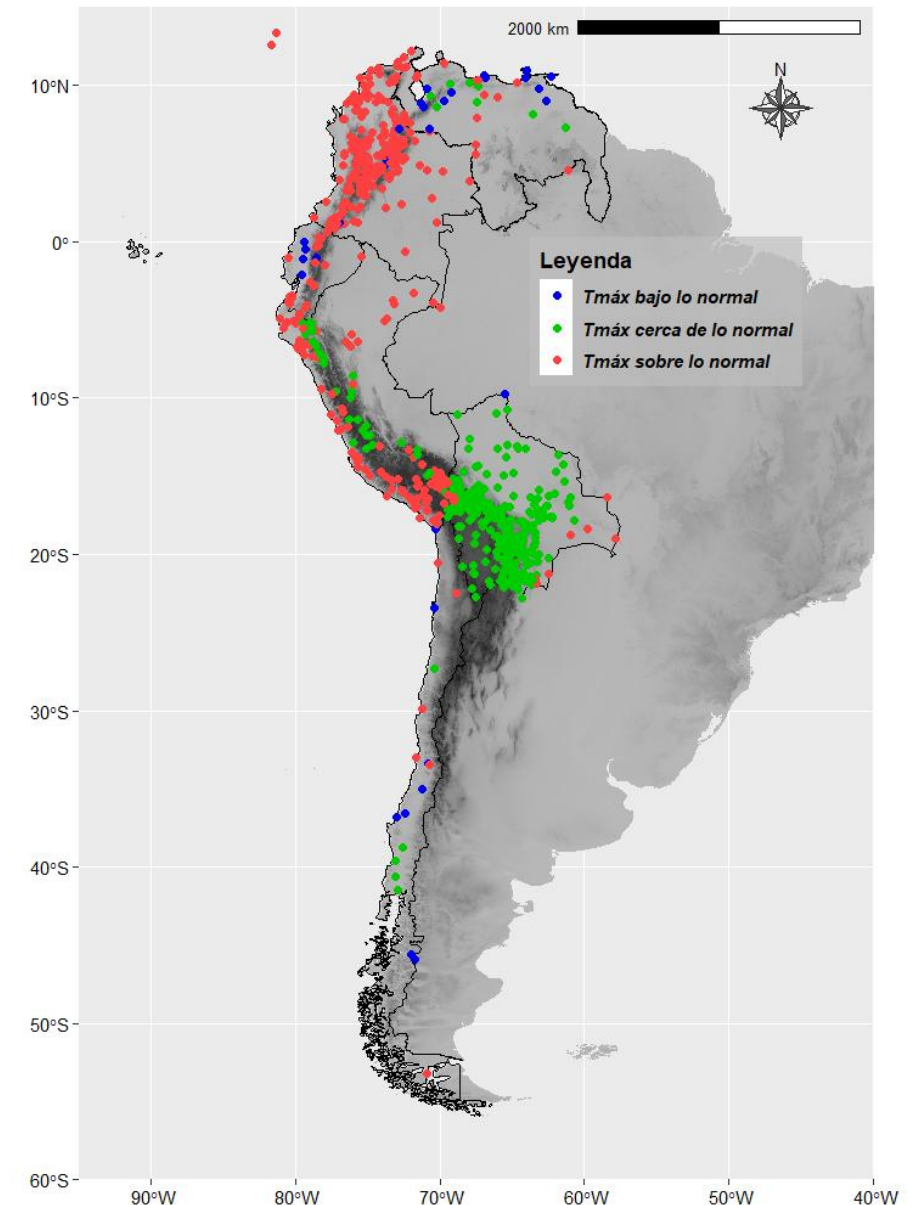 2000 km
N
10°N
0°
10°S
20°S
30°S
40°S
50°S
60°S
Leyenda
Tmáx bajo lo normal
Tmáx cerca de lo normal
Tmáx sobre lo normal
90°W
80°W
70°W
60°W
50°W
40°W